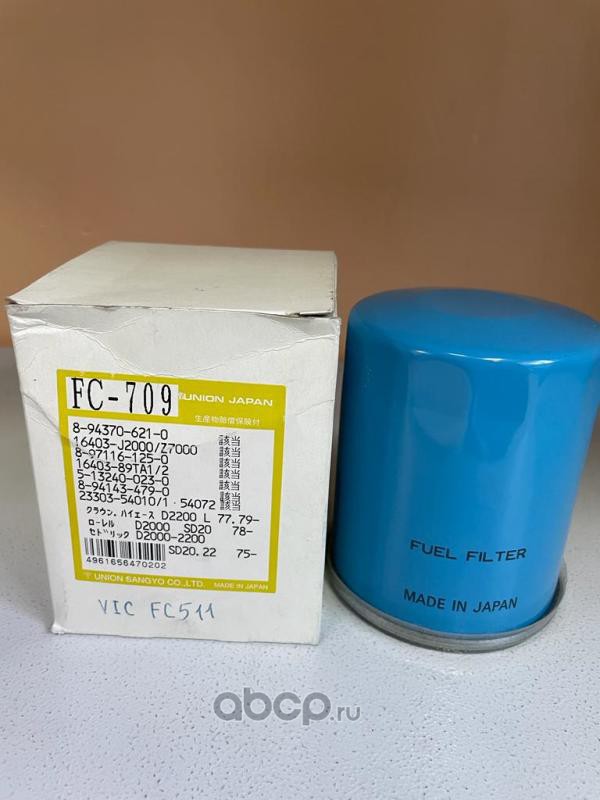 FC-709
UNION JAPAN
生産物賠償保険付
8-94370-621-0 該当
16403-J2000/Z7000 該当
8-97116-125-0 該当
16403-89TA1/2 該当
5-13240-023-0 該当
8-94143-479-0 該当
23303-54010/1・54072 該当
クラウン.ハイエース D2200 L 77.79-
ローレル D2000 SD20 78-
セドリック D2000-2200
SD20.22 75-
4961656470202
UNION SANGYO CO.,LTD. MADE IN JAPAN
VIC FC511
FUEL FILTER
MADE IN JAPAN
abcp.ru